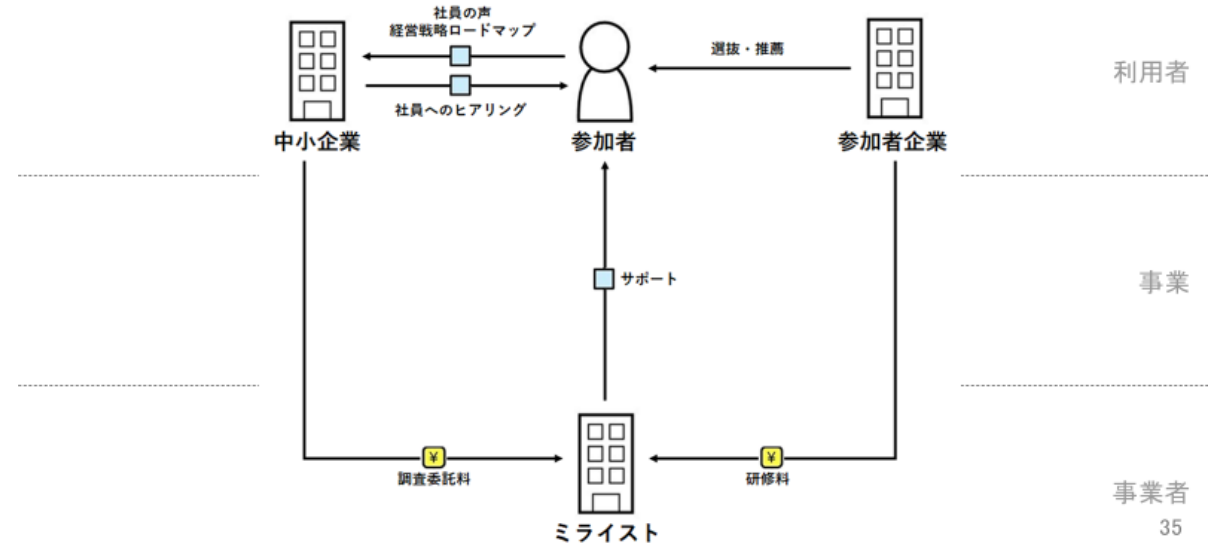 社員の声
経営戦略ロードマップ
選抜・推薦
利用者
社員へのヒアリング
中小企業
参加者
参加者企業
サポート
事業
¥
¥
調査委託料
研修料
事業者
ミライスト
35